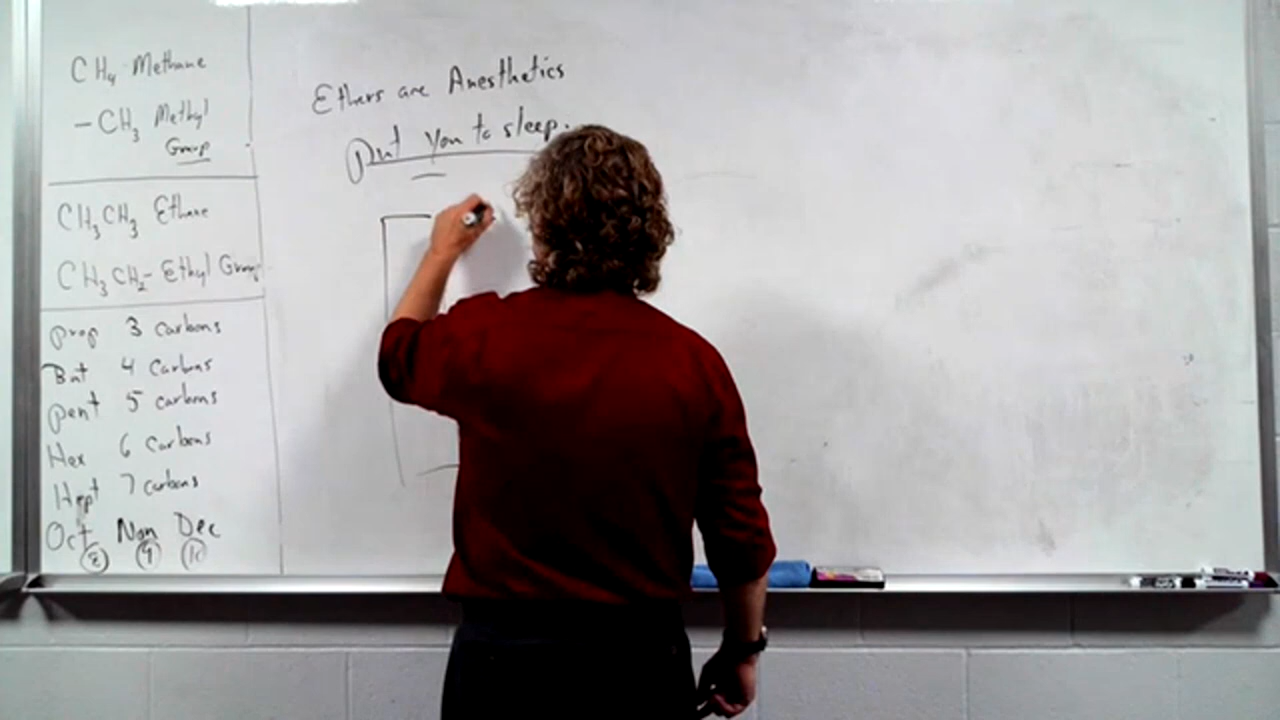 CH4 - Methane
-CH3 Methyl
Group
CH3CH3 Ethane
CH3CH2- Ethyl Group
Prop 3 carbons
But 4 carbons
Pent 5 carbons
Hex 6 carbons
Hept 7 carbons
Oct Non Dec
8 9 10
Ethers are Anesthetics
Put you to sleep.